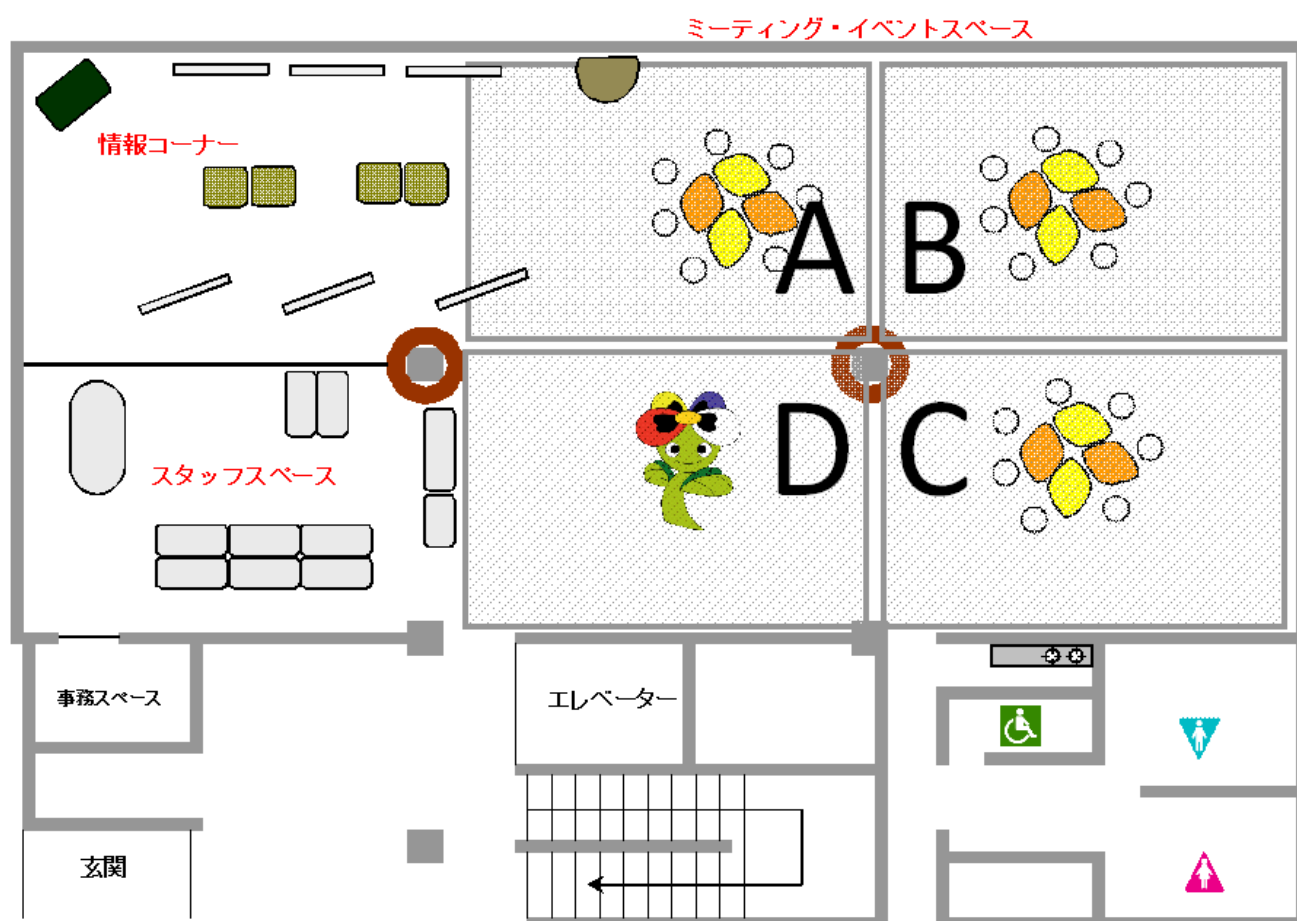 ミーティング・イベントスペース
情報コーナー
A
B
スタッフスペース
D
C
事務スペース
エレベーター
玄関